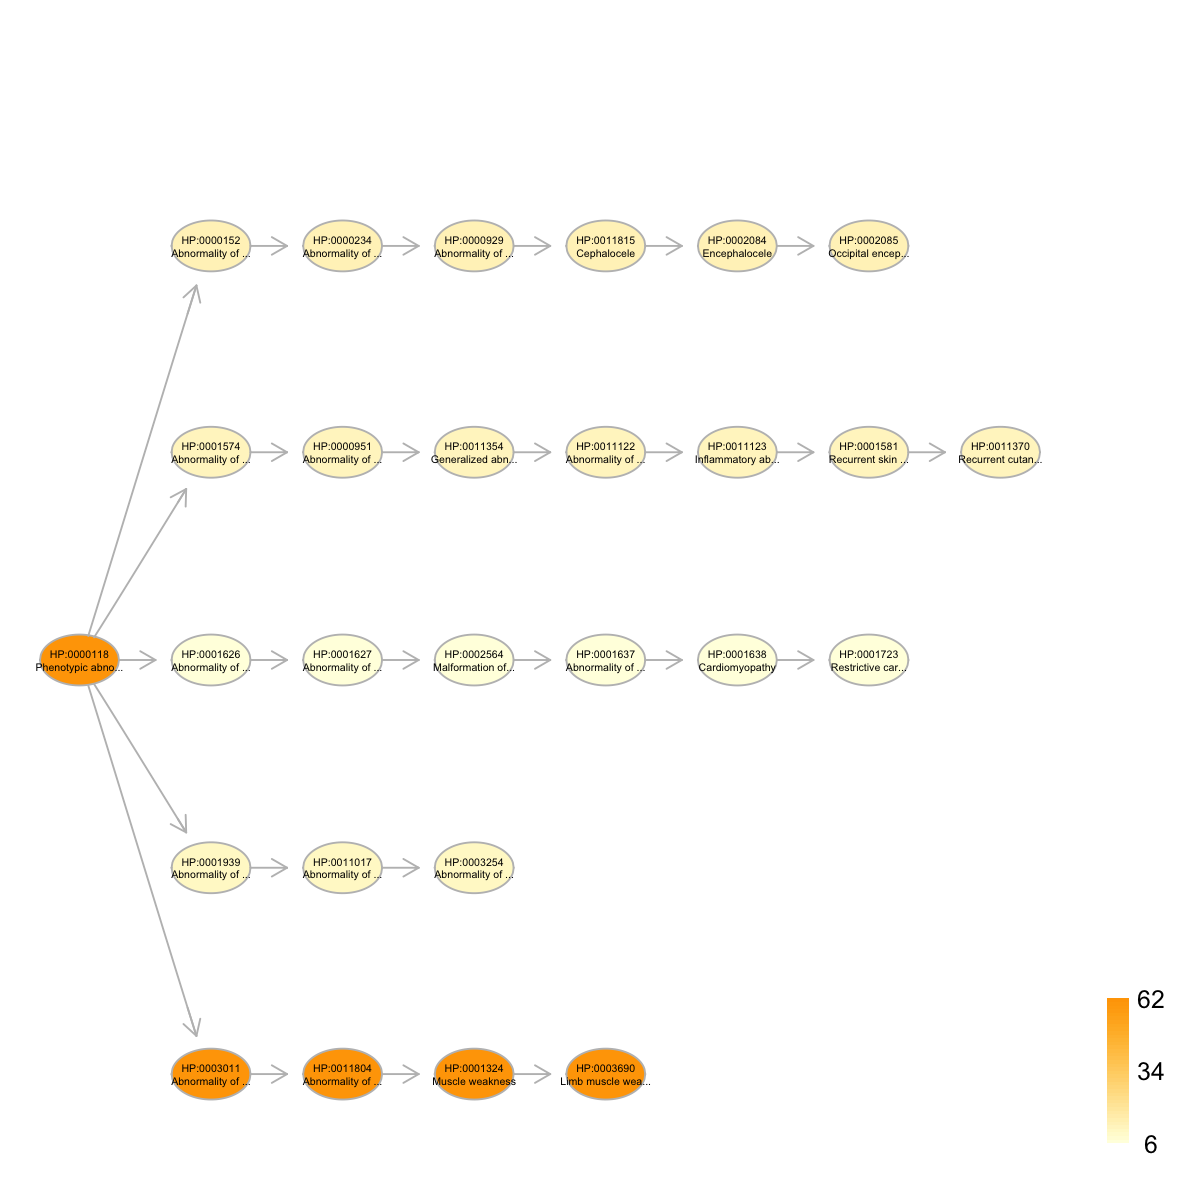 HP:0000152
Abnormality of ...
HP:0000234
Abnormality of ...
HP:0000929
Abnormality of ...
HP:0011815
Cephalocele
HP:0002084
Encephalocele
HP:0002085
Occipital encep...
HP:0001574
Abnormality of ...
HP:0000951
Abnormality of ...
HP:0011354
Generalized abn...
HP:0011122
Abnormality of ...
HP:0011123
Inflammatory ab...
HP:0001581
Recurrent skin ...
HP:0011370
Recurrent cutan...
HP:0000118
Phenotypic abno...
HP:0001626
Abnormality of ...
HP:0001627
Abnormality of ...
HP:0002564
Malformation of...
HP:0001637
Abnormality of ...
HP:0001638
Cardiomyopathy
HP:0001723
Restrictive car...
HP:0001939
Abnormality of ...
HP:0011017
Abnormality of ...
HP:0003254
Abnormality of ...
HP:0003011
Abnormality of ...
HP:0011804
Abnormality of ...
HP:0001324
Muscle weakness
HP:0003690
Limb muscle wea...
62
34
6